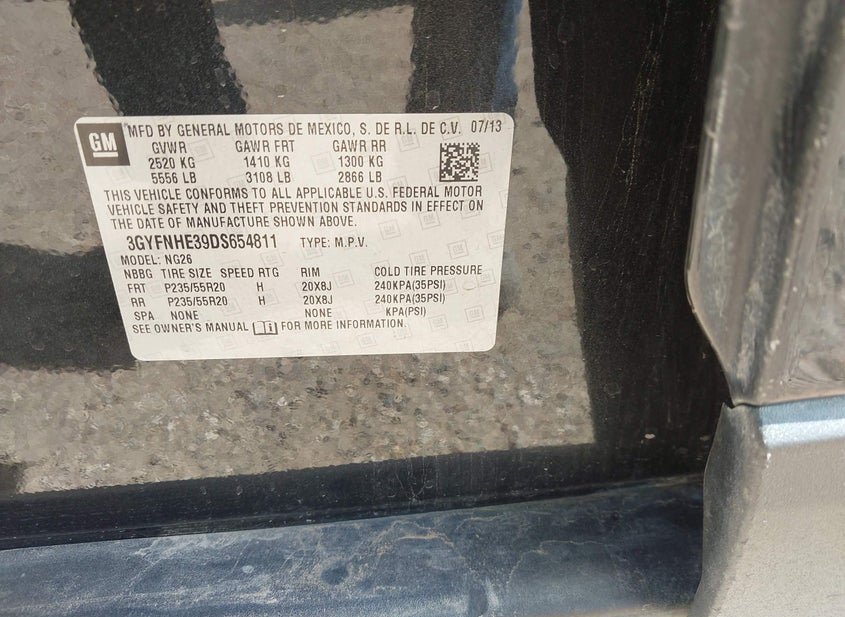 GM MFD BY GENERAL MOTORS DE MEXICO, S. DE R.L. DE C.V. 07/13
GVWR GAWR FRT GAWR RR
2520 KG 1410 KG 1300 KG
5556 LB 3108 LB 2866 LB
THIS VEHICLE CONFORMS TO ALL APPLICABLE U.S. FEDERAL MOTOR
VEHICLE SAFETY AND THEFT PREVENTION STANDARDS IN EFFECT ON
THE DATE OF MANUFACTURE SHOWN ABOVE.
3GYFNHE39DS654811 TYPE: M.P.V.
MODEL: NG26
NBBG TIRE SIZE SPEED RTG RIM COLD TIRE PRESSURE
FRT P235/55R20 H 20X8J 240KPA(35PSI)
RR P235/55R20 H 20X8J 240KPA(35PSI)
SPA NONE NONE KPA(PSI)
SEE OWNER'S MANUAL FOR MORE INFORMATION.